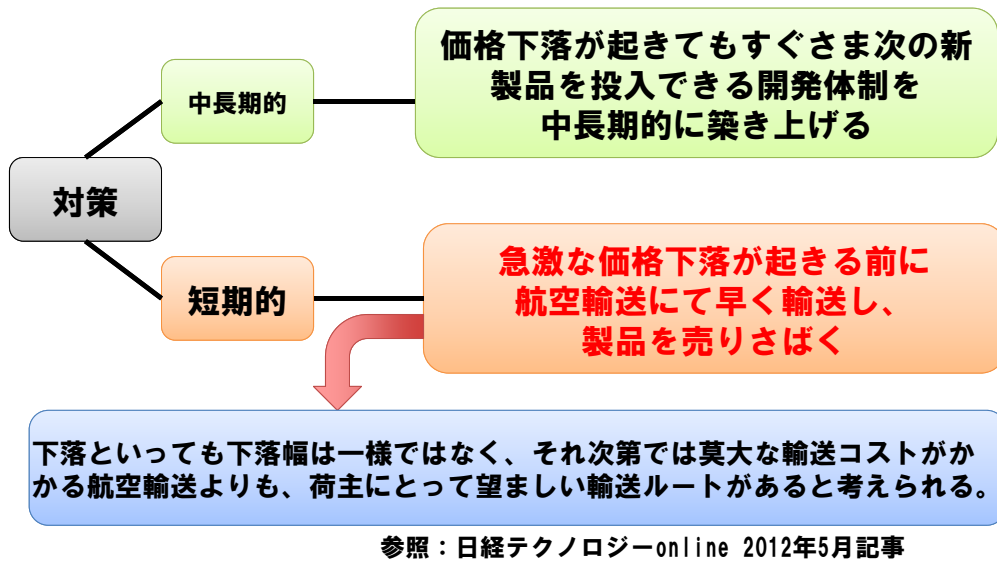 価格下落が起きてもすぐさま次の新
製品を投入できる開発体制を
中長期的に築き上げる
中長期的
対策
短期的
急激な価格下落が起きる前に
航空輸送にて早く輸送し、
製品を売りさばく
下落といっても下落幅は一様ではなく、それ次第では莫大な輸送コストがか
かる航空輸送よりも、荷主にとって望ましい輸送ルートがあると考えられる。
参照：日経テクノロジーonline 2012年5月記事